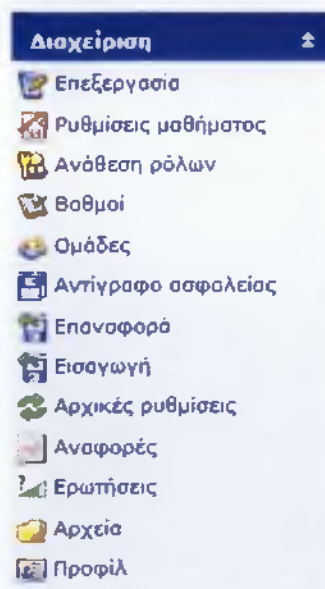 Διαχείριση
Επεξεργασία
Ρυθμίσεις μαθήματος
Ανάθεση ρόλων
Βαθμοί
Ομάδες
Αντίγραφο ασφαλείας
Επαναφορά
Εισαγωγή
Αρχικές ρυθμίσεις
Αναφορές
Ερωτήσεις
Αρχεία
Προφίλ